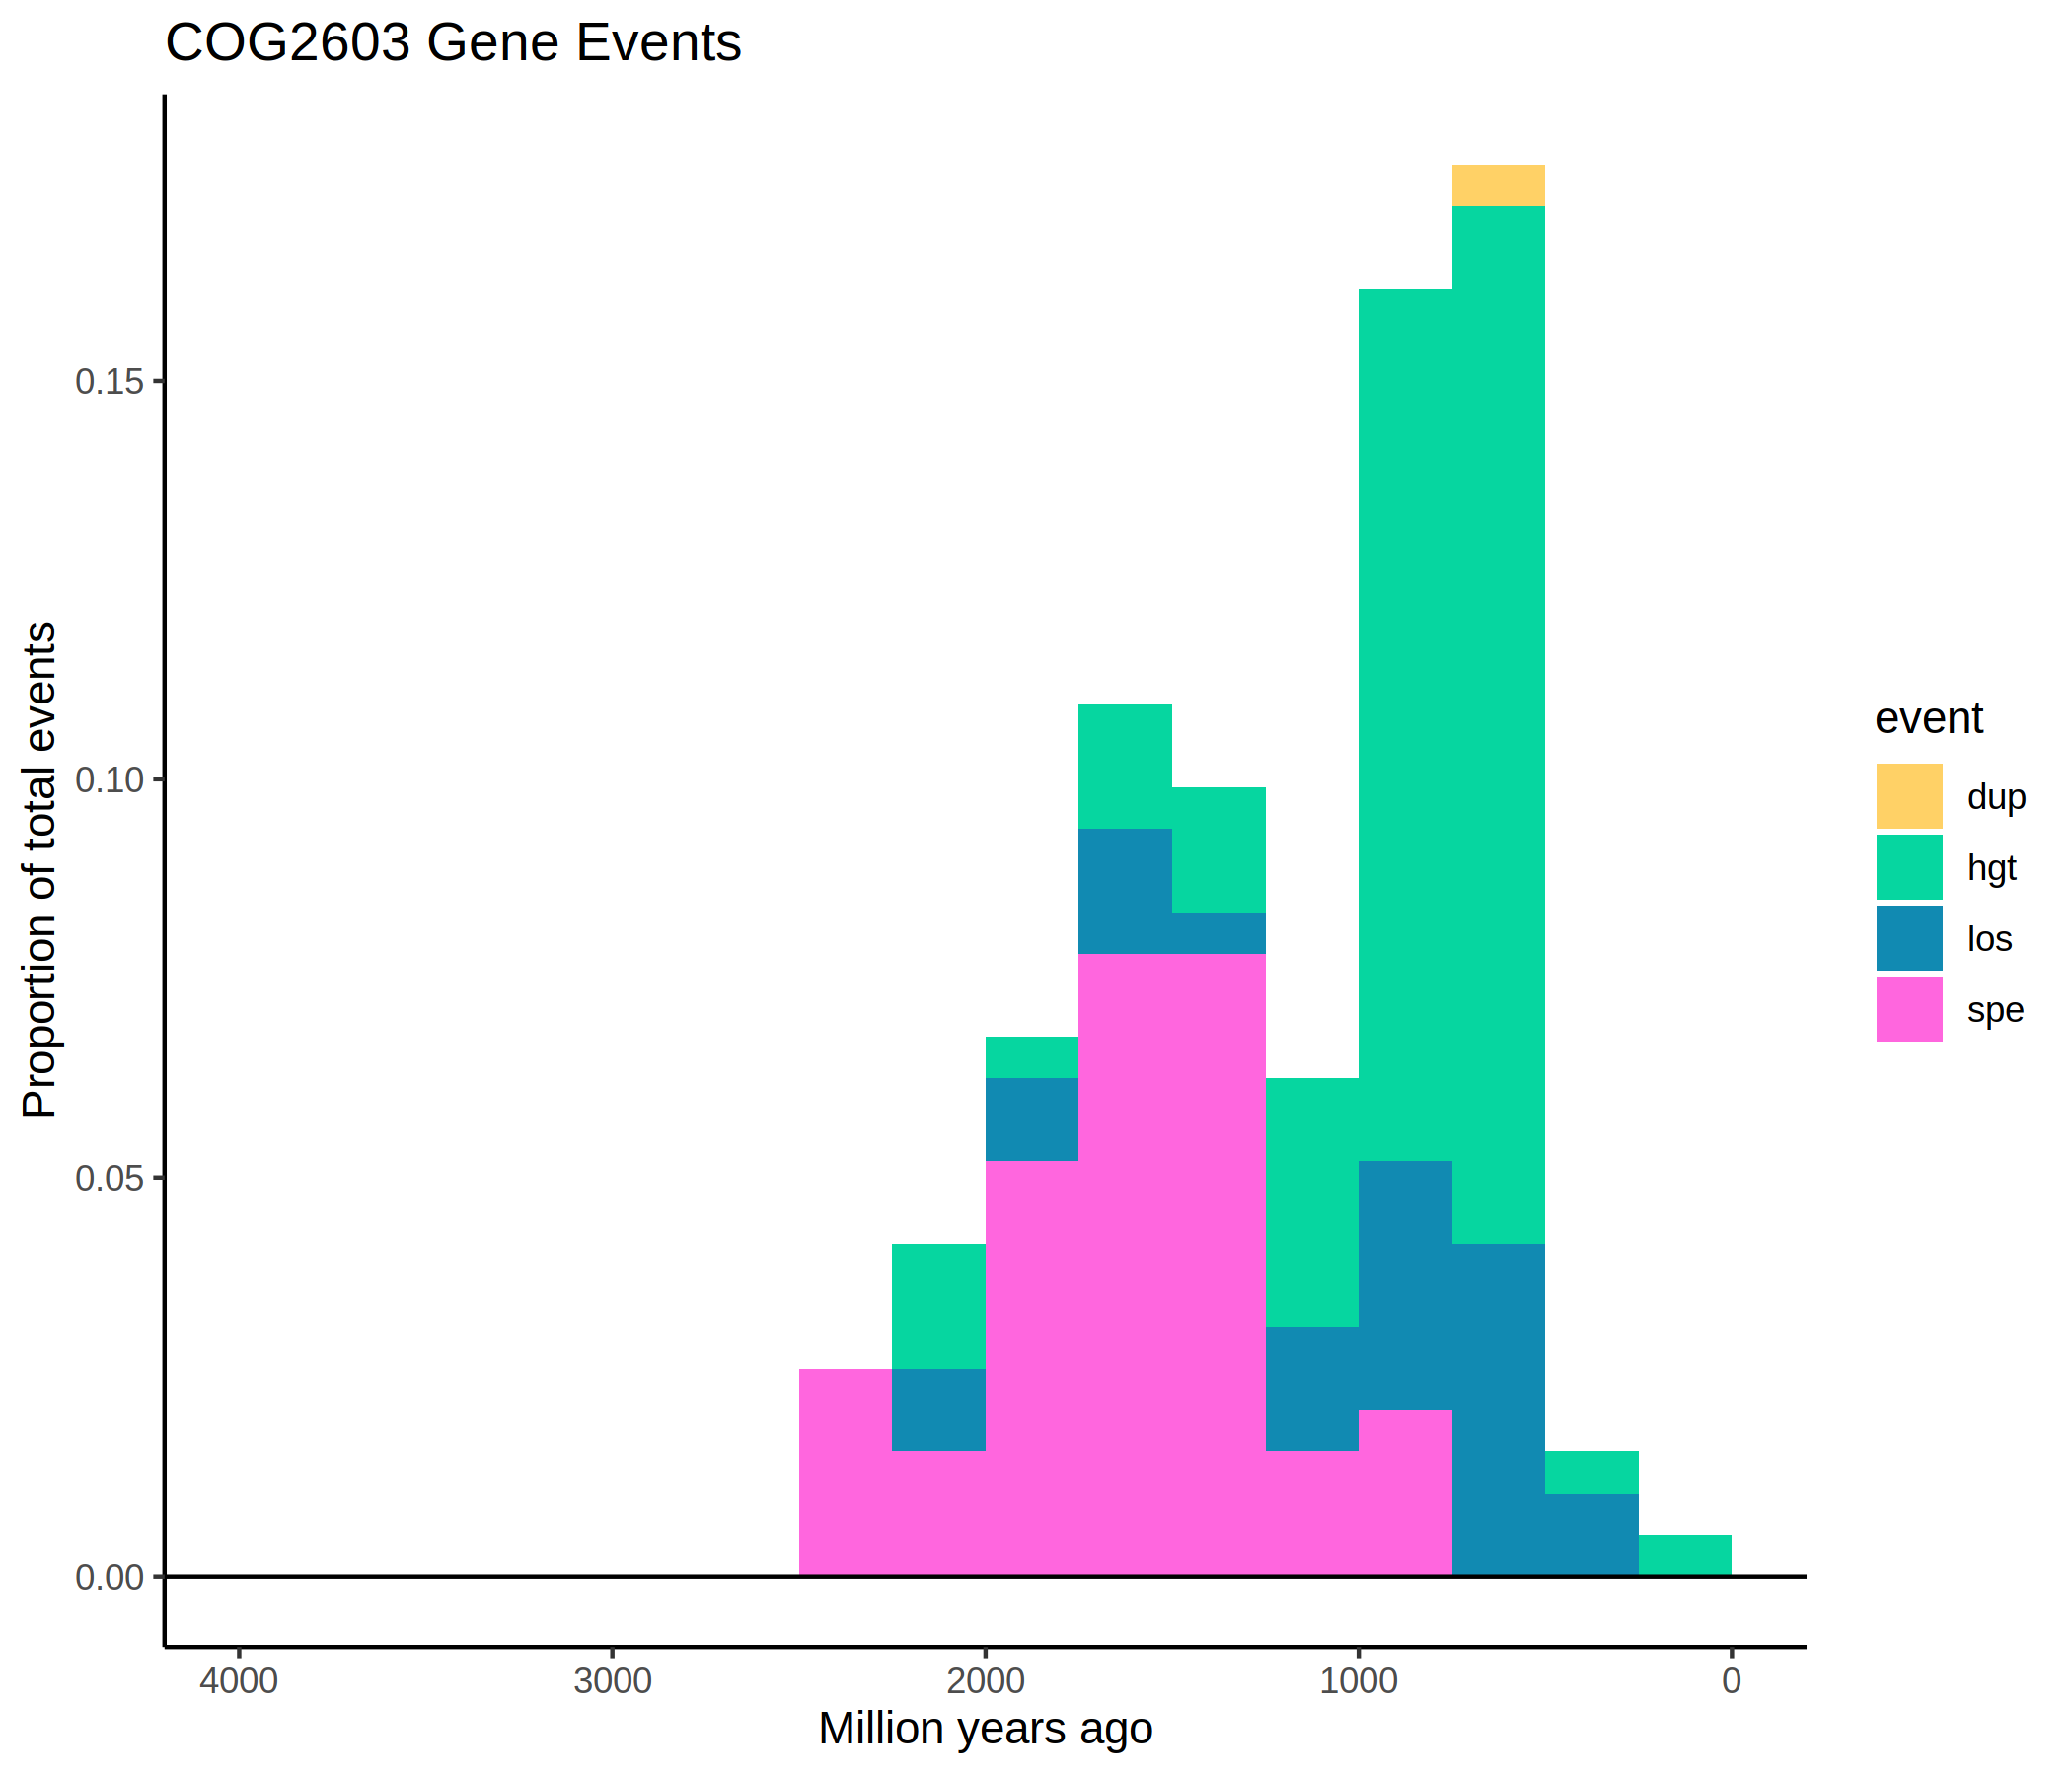 COG2603 Gene Events
Proportion of total events
0.15
0.10
0.05
0.00
4000 3000 2000 1000 0
Million years ago
event
dup
hgt
los
spe